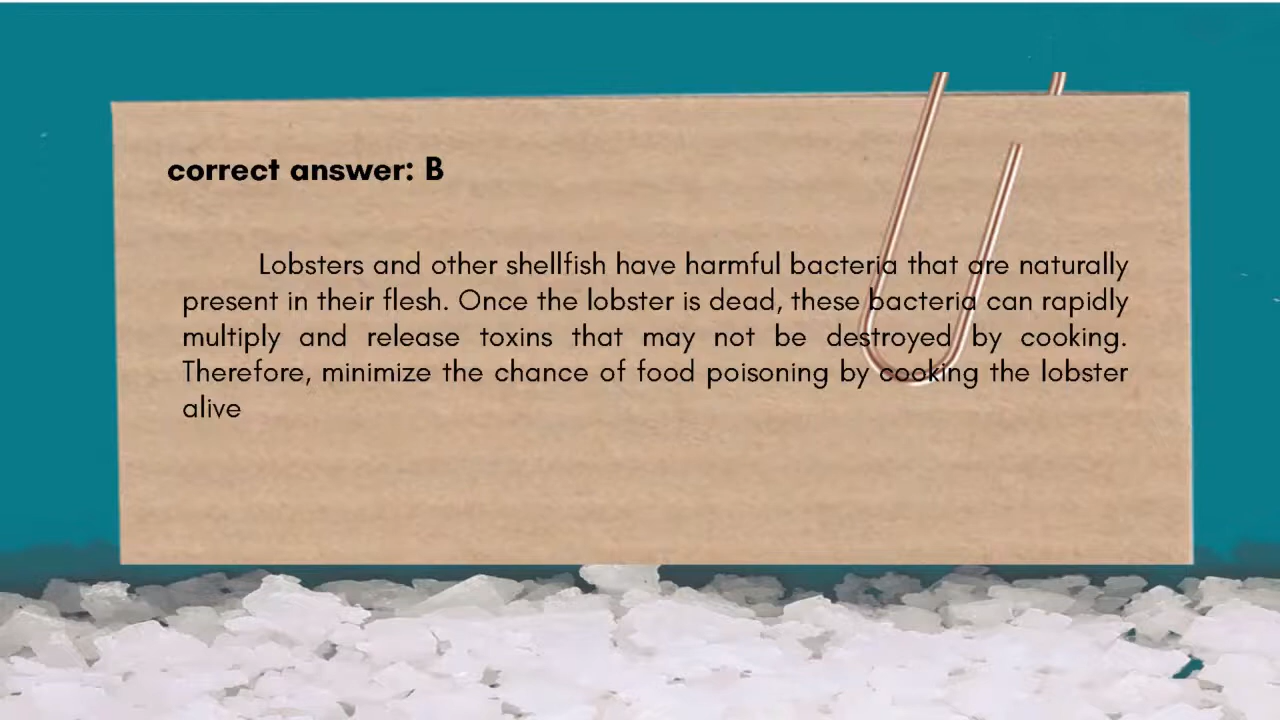 correct answer: B
Lobsters and other shellfish have harmful bacteria that are naturally
present in their flesh. Once the lobster is dead, these bacteria can rapidly
multiply and release toxins that may not be destroyed by cooking.
Therefore, minimize the chance of food poisoning by cooking the lobster
alive